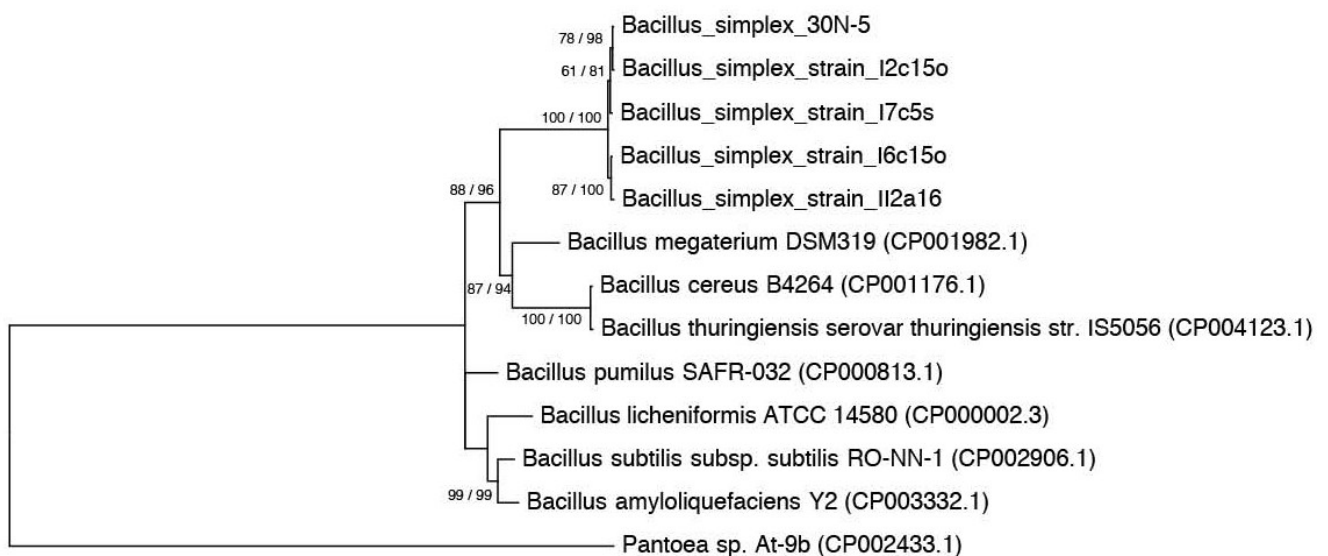 Bacillus_simplex_30N-5
78 / 98
61 / 81
Bacillus_simplex_strain_I2c15o
Bacillus_simplex_strain_I7c5s
100 / 100
Bacillus_simplex_strain_I6c15o
87 / 100
Bacillus_simplex_strain_II2a16
88 / 96
Bacillus megaterium DSM319 (CP001982.1)
87 / 94
Bacillus cereus B4264 (CP001176.1)
100 / 100
Bacillus thuringiensis serovar thuringiensis str. IS5056 (CP004123.1)
Bacillus pumilus SAFR-032 (CP000813.1)
Bacillus licheniformis ATCC 14580 (CP000002.3)
Bacillus subtilis subsp. subtilis RO-NN-1 (CP002906.1)
99 / 99
Bacillus amyloliquefaciens Y2 (CP003332.1)
Pantoea sp. At-9b (CP002433.1)